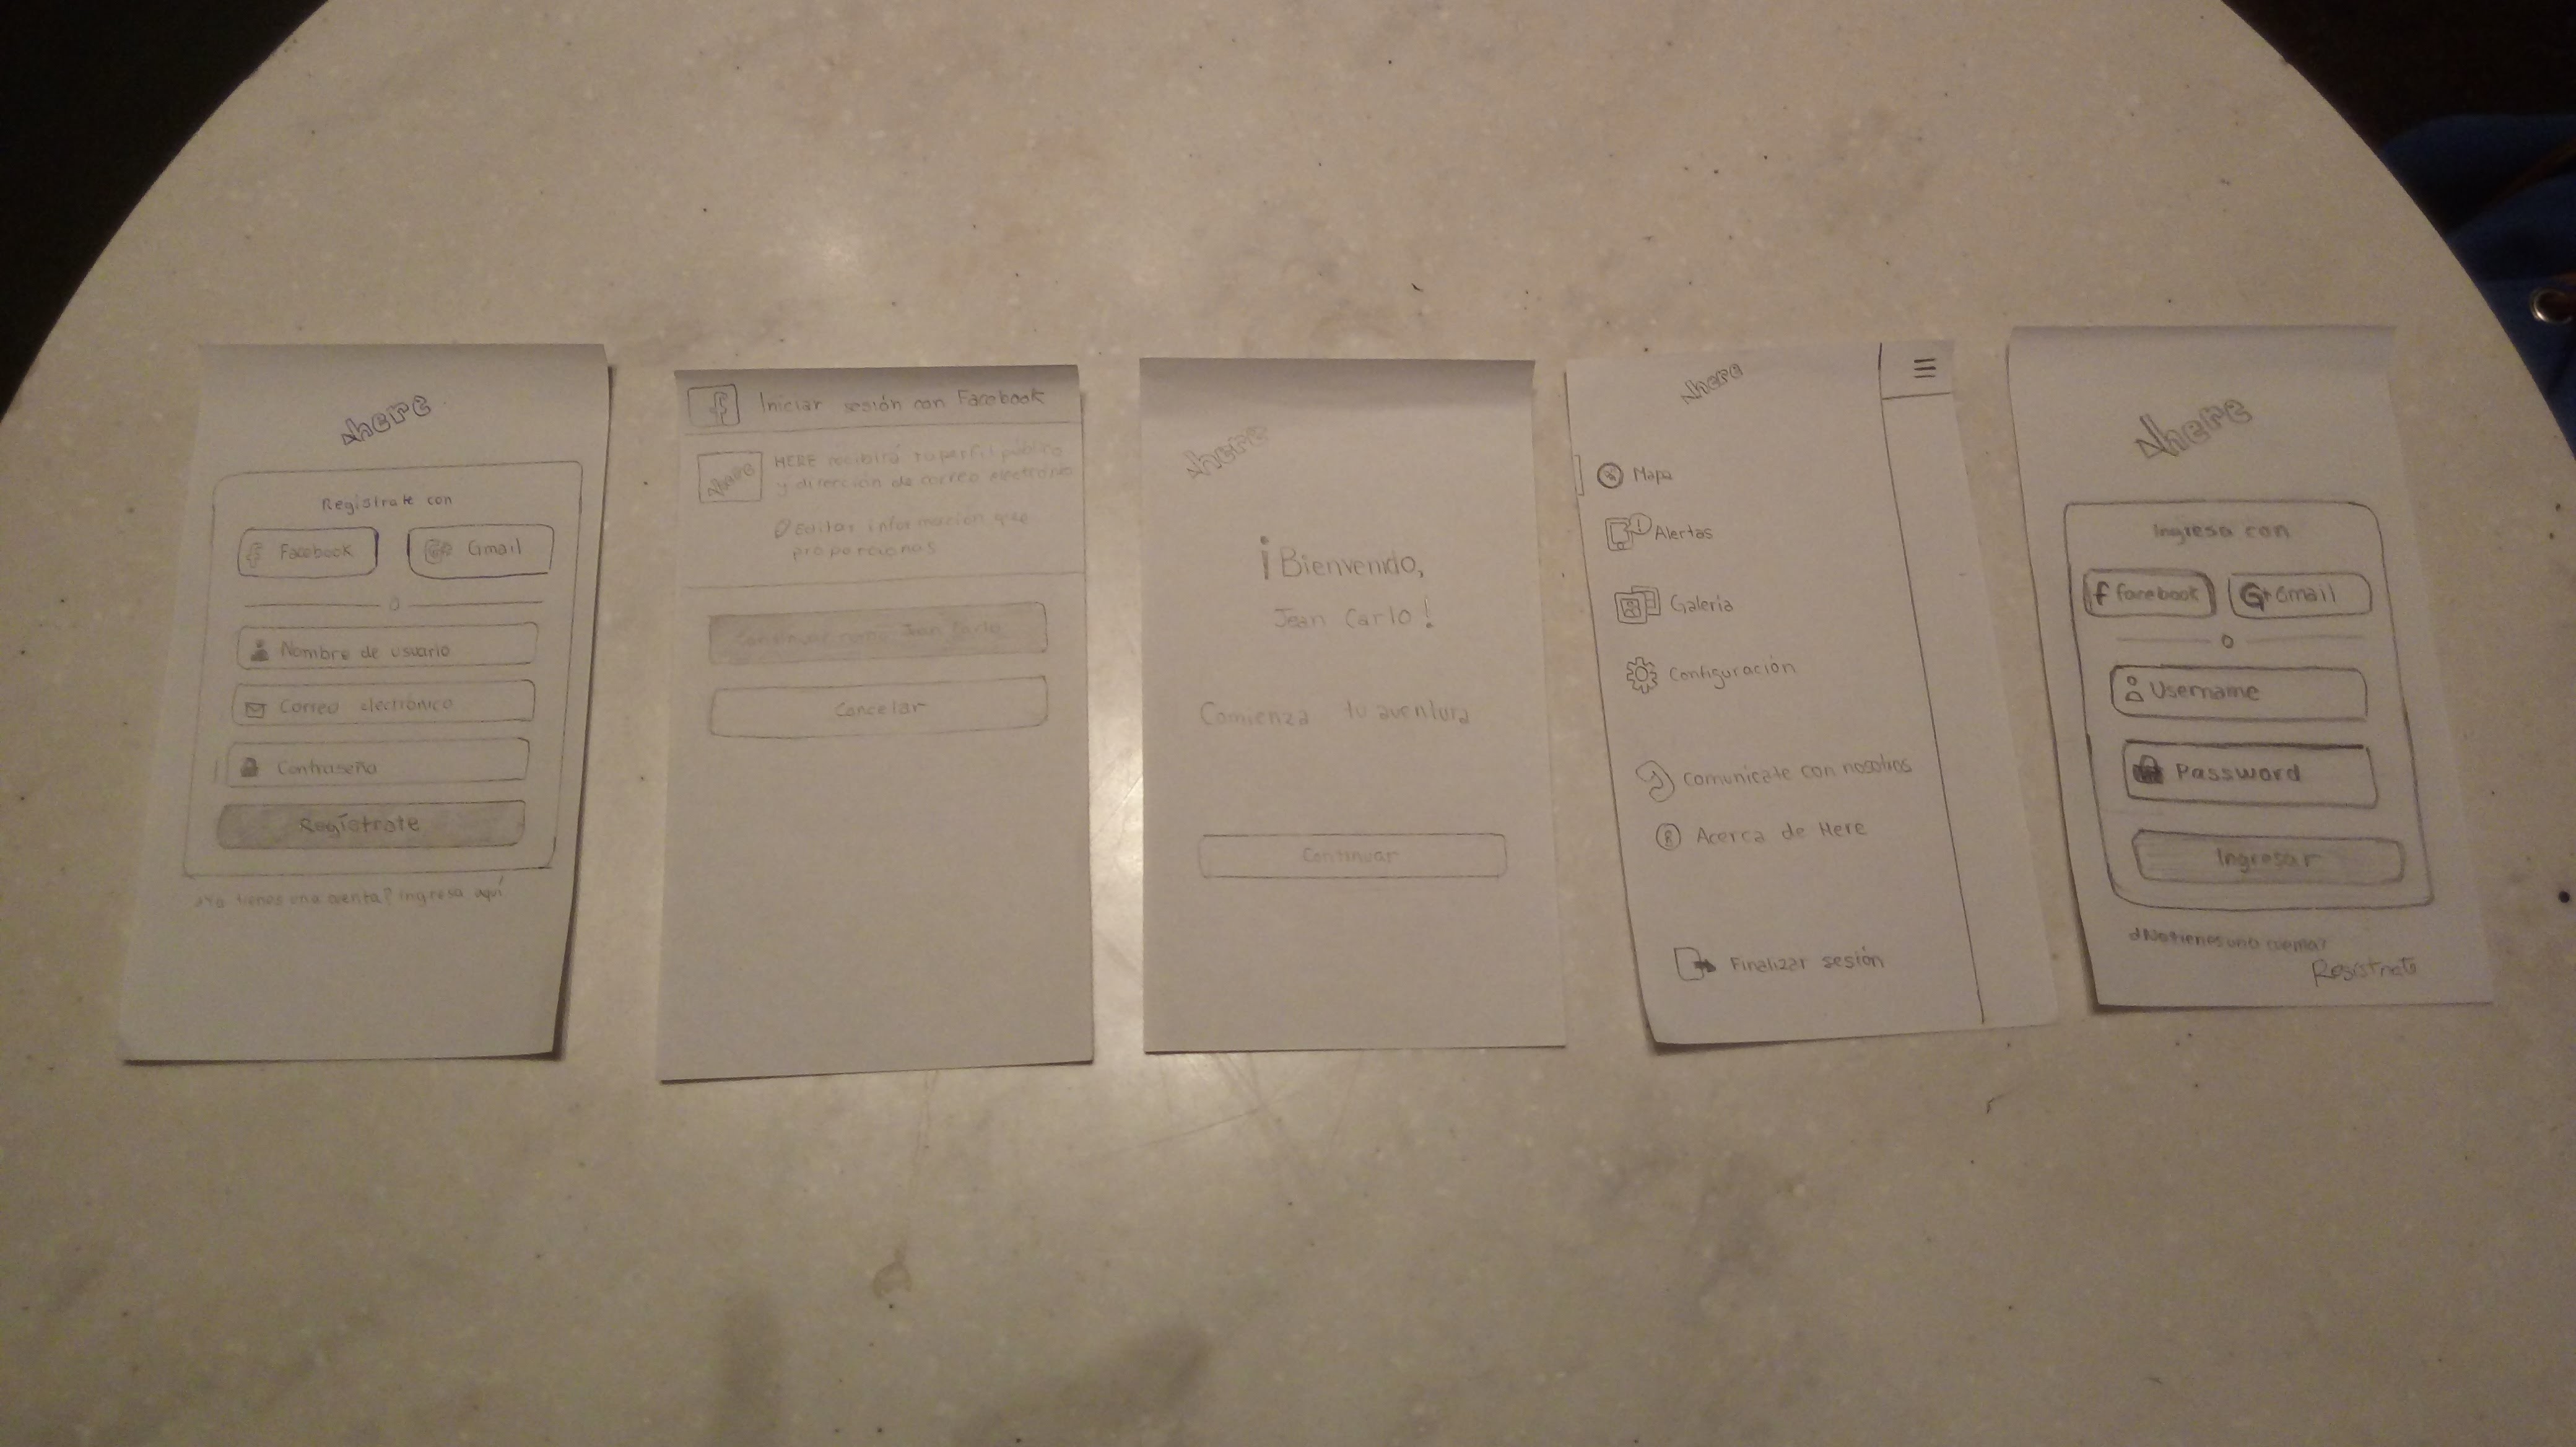 here
Registrate con
Facebook
Gmail
O
Nombre de usuario
Correo electrónico
Contraseña
Regístrate
¿Ya tienes una cuenta? ingresa aquí
f Iniciar sesión con Facebook
here
HERE recibirá tu perfil público
y dirección de correo electrónico
Editar información que
proporcionas
Continuar como Jean Carlo
Cancelar
here
¡Bienvenido,
Jean Carlo!
Comienza tu aventura
Continuar
here
Mapa
Alertas
Galería
Configuración
Comunícate con nosotros
Acerca de Here
Finalizar sesión
here
Ingresa con
f facebook
G+ Gmail
O
Username
Password
Ingresar
¿No tienes una cuenta?
Regístrate